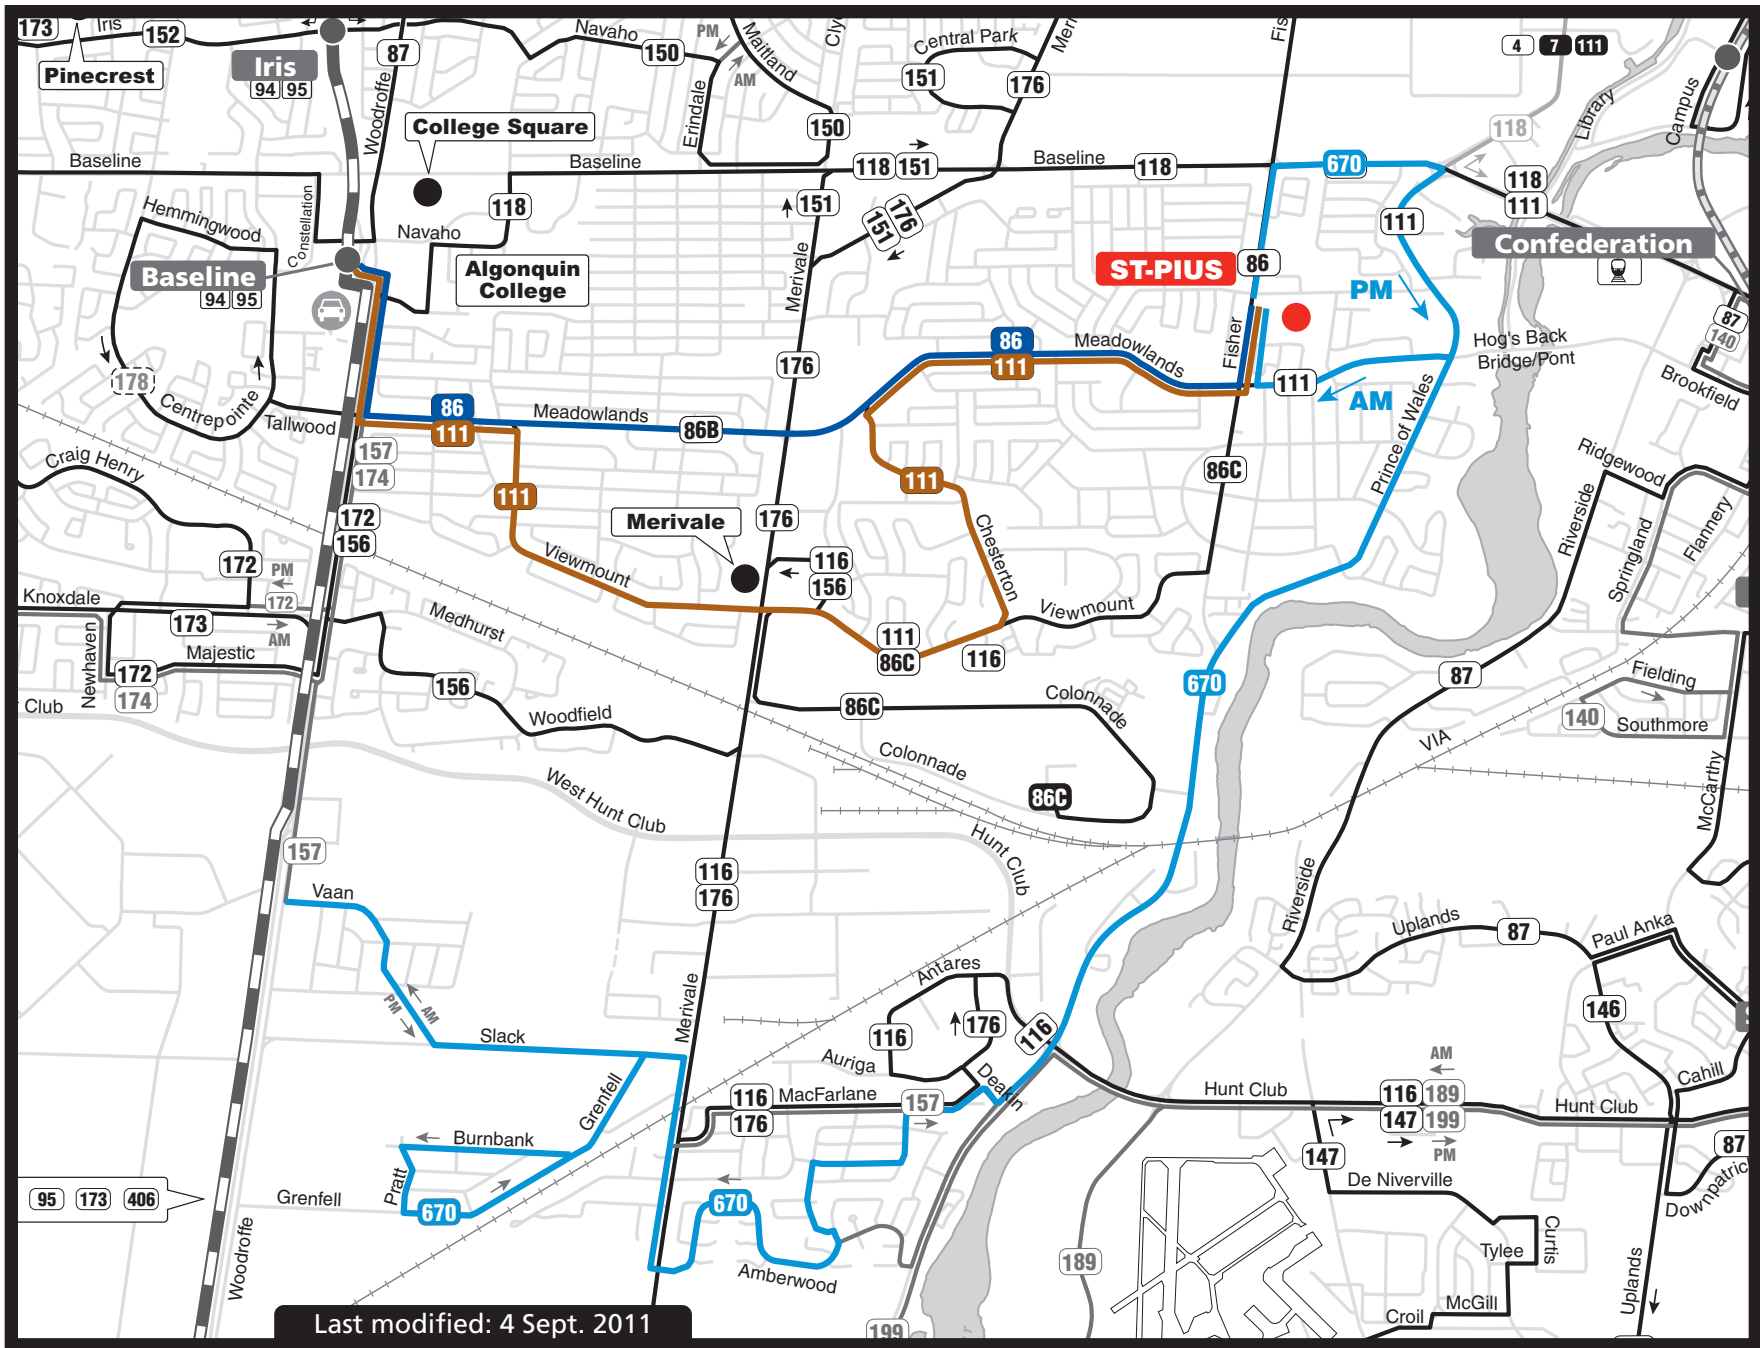 173
Iris
152
Pinecrest
Iris
94 95
87
Woodroffe
Navaho
150
PM
AM
Maitland
Erindale
150
Central Park
151
176
4 7 111
Library
Campus
118
College Square
Baseline
Baseline
118 151
Baseline
118
670
118
111
Hemmingwood
Constellation
Navaho
118
151
176
151
111
Confederation
Baseline
94 95
Algonquin
College
Merivale
ST-PIUS
86
PM
87
140
178
Centrepointe
Tallwood
176
86
111
Meadowlands
Fisher
111
AM
Hog's Back
Bridge/Pont
Brookfield
Prince of Wales
86
111
Meadowlands
86B
157
174
Craig Henry
111
111
86C
Ridgewood
Riverside
Springland
Flannery
172
156
Merivale
176
172
PM
172
AM
Viewmount
116
156
Chesterton
Viewmount
Knoxdale
173
Majestic
Newhaven
172
174
Medhurst
111
86C
116
Club
156
Woodfield
86C
Colonnade
670
87
Fielding
140
Southmore
VIA
McCarthy
Colonnade
86C
West Hunt Club
Hunt Club
157
Vaan
116
176
Riverside
Uplands
87
Paul Anka
Antares
146
PM
AM
Slack
Merivale
116
176
116
Auriga
Deakin
Grenfell
116
176
MacFarlane
157
Hunt Club
AM
116 189
147 199
PM
Hunt Club
Cahill
87
Burnbank
Pratt
147
De Niverville
Downpatrick
95 173 406
Grenfell
670
670
Amberwood
189
Curtis
Tylee
McGill
Croil
Uplands
Woodroffe
Last modified: 4 Sept. 2011
199